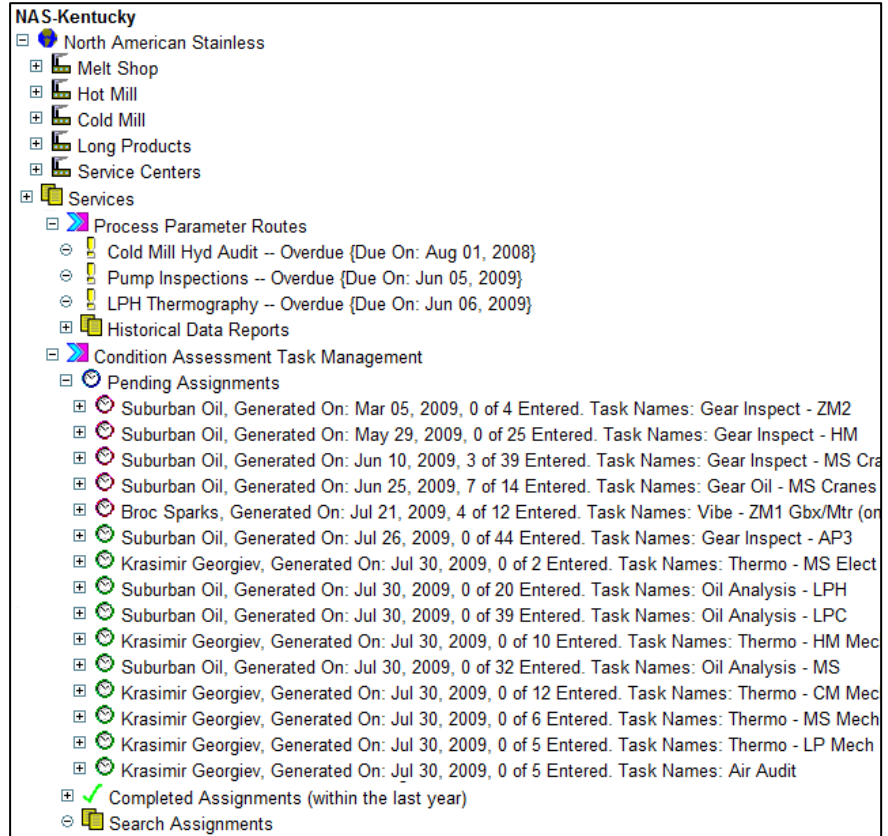 NAS-Kentucky
North American Stainless
Melt Shop
Hot Mill
Cold Mill
Long Products
Service Centers
Services
Process Parameter Routes
Cold Mill Hyd Audit -- Overdue {Due On: Aug 01, 2008}
Pump Inspections -- Overdue {Due On: Jun 05, 2009}
LPH Thermography -- Overdue {Due On: Jun 06, 2009}
Historical Data Reports
Condition Assessment Task Management
Pending Assignments
Suburban Oil, Generated On: Mar 05, 2009, 0 of 4 Entered. Task Names: Gear Inspect - ZM2
Suburban Oil, Generated On: May 29, 2009, 0 of 25 Entered. Task Names: Gear Inspect - HM
Suburban Oil, Generated On: Jun 10, 2009, 3 of 39 Entered. Task Names: Gear Inspect - MS Cra
Suburban Oil, Generated On: Jun 25, 2009, 7 of 14 Entered. Task Names: Gear Oil - MS Cranes
Broc Sparks, Generated On: Jul 21, 2009, 4 of 12 Entered. Task Names: Vibe - ZM1 Gbx/Mtr (on
Suburban Oil, Generated On: Jul 26, 2009, 0 of 44 Entered. Task Names: Gear Inspect - AP3
Krasimir Georgiev, Generated On: Jul 30, 2009, 0 of 2 Entered. Task Names: Thermo - MS Elect
Suburban Oil, Generated On: Jul 30, 2009, 0 of 20 Entered. Task Names: Oil Analysis - LPH
Suburban Oil, Generated On: Jul 30, 2009, 0 of 39 Entered. Task Names: Oil Analysis - LPC
Krasimir Georgiev, Generated On: Jul 30, 2009, 0 of 10 Entered. Task Names: Thermo - HM Mec
Suburban Oil, Generated On: Jul 30, 2009, 0 of 32 Entered. Task Names: Oil Analysis - MS
Krasimir Georgiev, Generated On: Jul 30, 2009, 0 of 12 Entered. Task Names: Thermo - CM Mec
Krasimir Georgiev, Generated On: Jul 30, 2009, 0 of 6 Entered. Task Names: Thermo - MS Mech
Krasimir Georgiev, Generated On: Jul 30, 2009, 0 of 5 Entered. Task Names: Thermo - LP Mech
Krasimir Georgiev, Generated On: Jul 30, 2009, 0 of 5 Entered. Task Names: Air Audit
Completed Assignments (within the last year)
Search Assignments